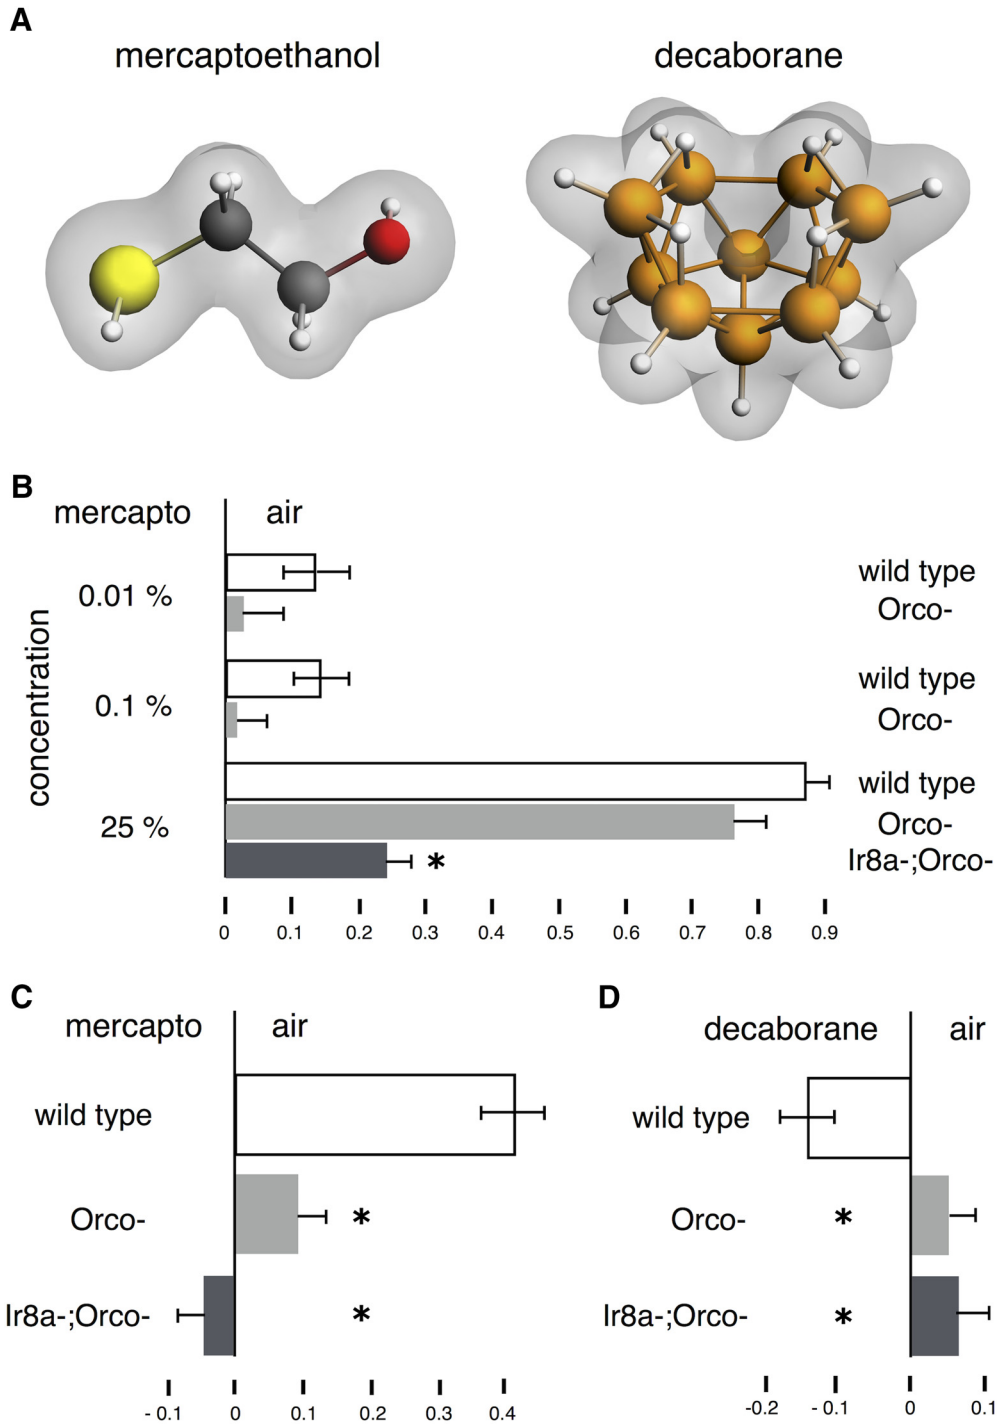 A
mercaptoethanol
decaborane
B
mercapto
air
concentration
0.01 %
wild type
Orco-
0.1 %
wild type
Orco-
25 %
wild type
Orco-
*
Ir8a-;Orco-
0 0.1 0.2 0.3 0.4 0.5 0.6 0.7 0.8 0.9
C
mercapto
air
wild type
Orco-
*
Ir8a-;Orco-
*
- 0.1 0 0.1 0.2 0.3 0.4
D
decaborane
air
wild type
Orco-
*
Ir8a-;Orco-
*
-0.2 - 0.1 0 0.1